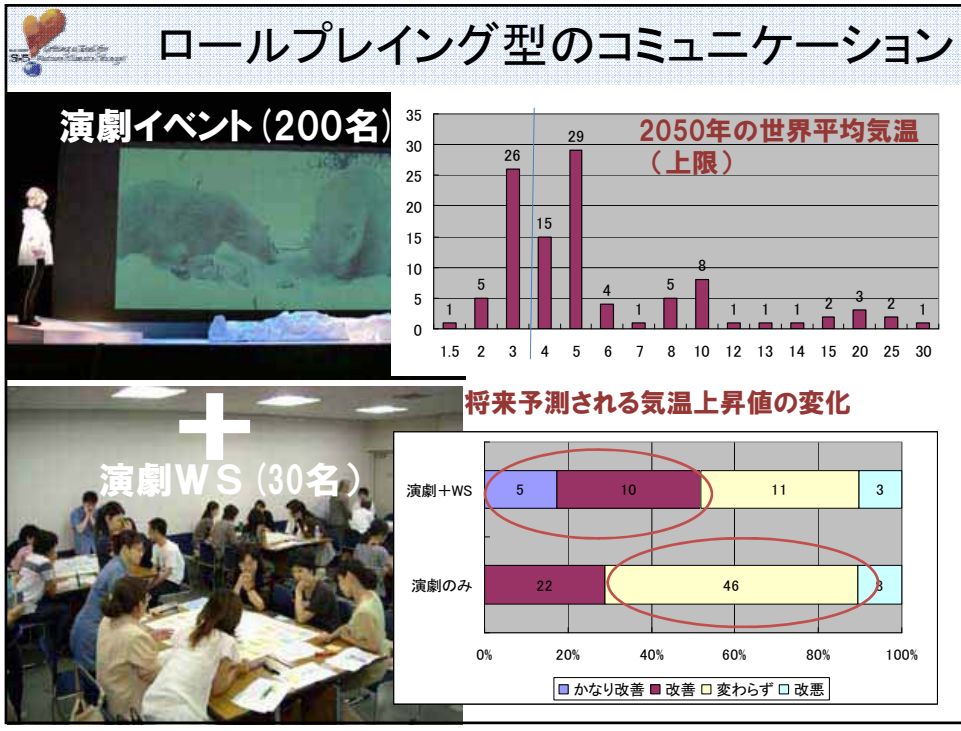 ロールプレイング型のコミュニケーション
S-5
演劇イベント(200名)
2050年の世界平均気温
(上限)
35
30
25
20
15
10
5
0
1
5
26
15
29
4
1
5
8
1
1
1
2
3
2
1
1.5 2 3 4 5 6 7 8 10 12 13 14 15 20 25 30
+
演劇WS(30名)
将来予測される気温上昇値の変化
演劇+WS
5 10 11 3
演劇のみ
22 46 8
0% 20% 40% 60% 80% 100%
かなり改善 改善 変わらず 改悪